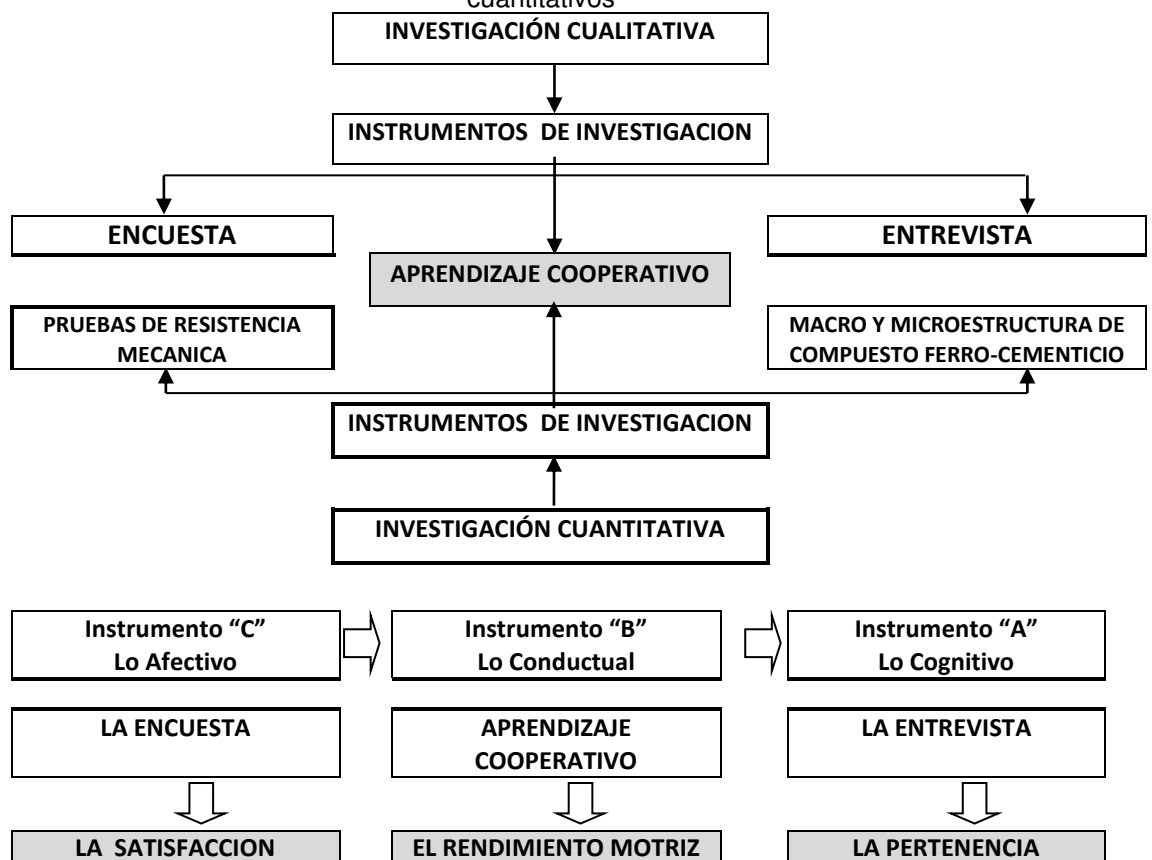 cuantitativos
INVESTIGACIÓN CUALITATIVA
INSTRUMENTOS DE INVESTIGACION
ENCUESTA
ENTREVISTA
APRENDIZAJE COOPERATIVO
PRUEBAS DE RESISTENCIA
MECANICA
MACRO Y MICROESTRUCTURA DE
COMPUESTO FERRO-CEMENTICIO
INSTRUMENTOS DE INVESTIGACION
INVESTIGACIÓN CUANTITATIVA
Instrumento “C”
Lo Afectivo
Instrumento “B”
Lo Conductual
Instrumento “A”
Lo Cognitivo
LA ENCUESTA
APRENDIZAJE
COOPERATIVO
LA ENTREVISTA
LA SATISFACCION
EL RENDIMIENTO MOTRIZ
LA PERTENENCIA